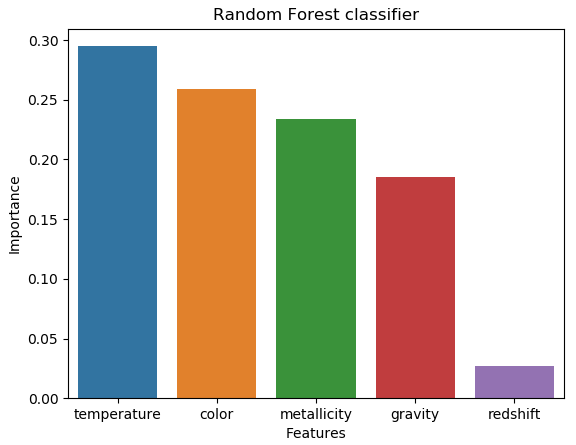 Random Forest classifier
0.30
0.25
0.20
0.15
0.10
0.05
0.00
Importance
temperature color metallicity gravity redshift
Features